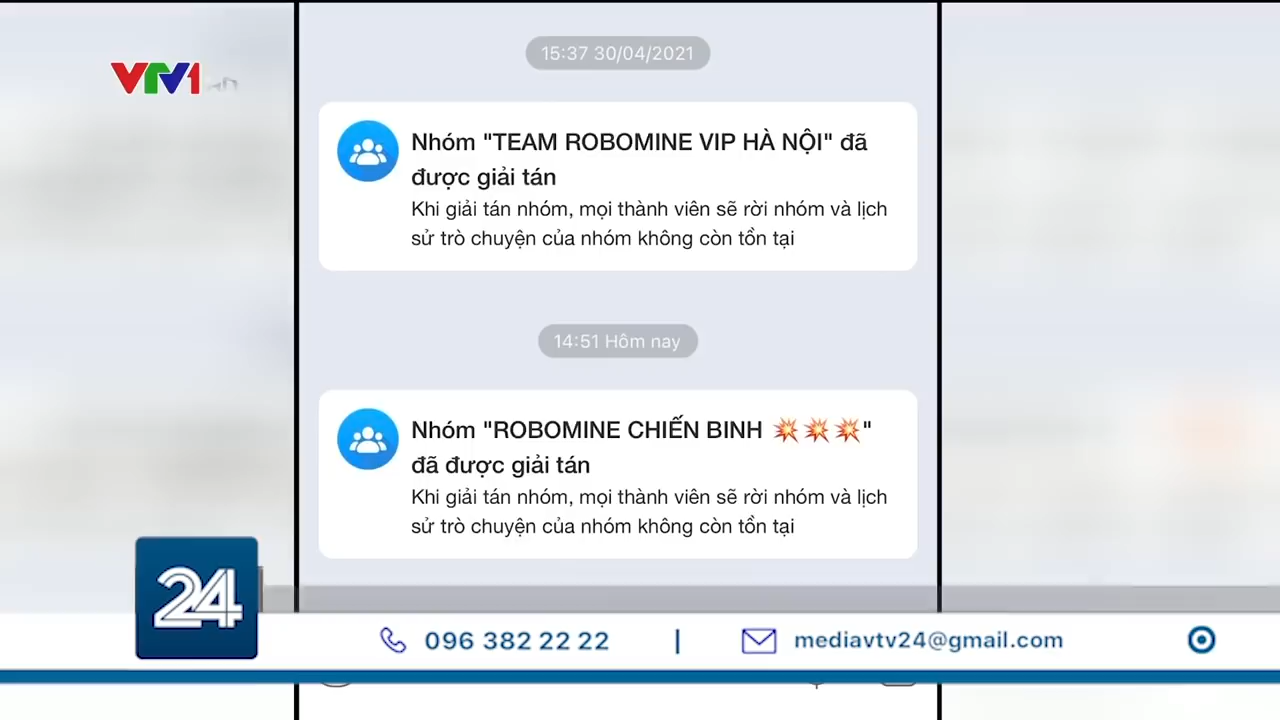 15:37 30/04/2021
VTV1
Nhóm "TEAM ROBOMINE VIP HÀ NỘI" đã
được giải tán
Khi giải tán nhóm, mọi thành viên sẽ rời nhóm và lịch
sử trò chuyện của nhóm không còn tồn tại
14:51 Hôm nay
Nhóm "ROBOMINE CHIẾN BINH 💥💥💥"
đã được giải tán
Khi giải tán nhóm, mọi thành viên sẽ rời nhóm và lịch
sử trò chuyện của nhóm không còn tồn tại
24
096 382 22 22 | mediavtv24@gmail.com